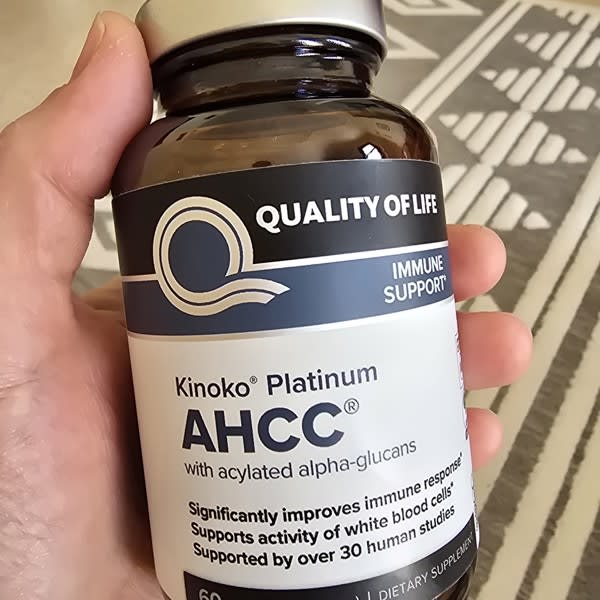 QUALITY OF LIFE
IMMUNE
SUPPORT*
Kinoko® Platinum
AHCC®
with acylated alpha-glucans
Significantly improves immune response*
Supports activity of white blood cells*
Supported by over 30 human studies
60
| DIETARY SUPPLEMENT